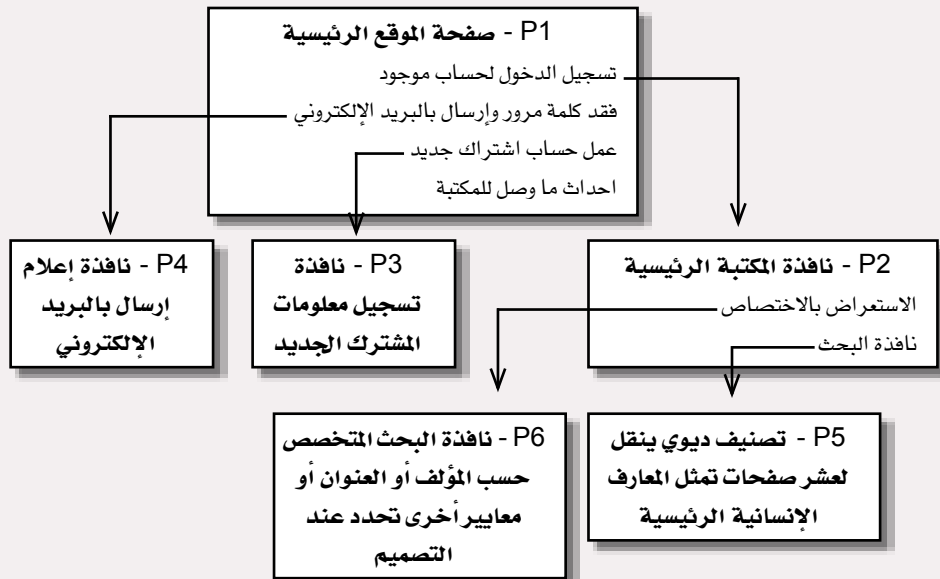 P1 - صفحة الموقع الرئيسية
تسجيل الدخول لحساب موجود
فقد كلمة مرور وإرسال بالبريد الإلكتروني
عمل حساب اشتراك جديد
احداث ما وصل للمكتبة
P2 - نافذة المكتبة الرئيسية
الاستعراض بالاختصاص
نافذة البحث
P3 - نافذة
تسجيل معلومات
المشترك الجديد
P4 - نافذة إعلام
إرسال بالبريد
الإلكتروني
P5 - تصنيف ديوي ينقل
لعشر صفحات تمثل المعارف
الإنسانية الرئيسية
P6 - نافذة البحث المتخصص
حسب المؤلف أو العنوان أو
معايير أخرى تحدد عند
التصميم